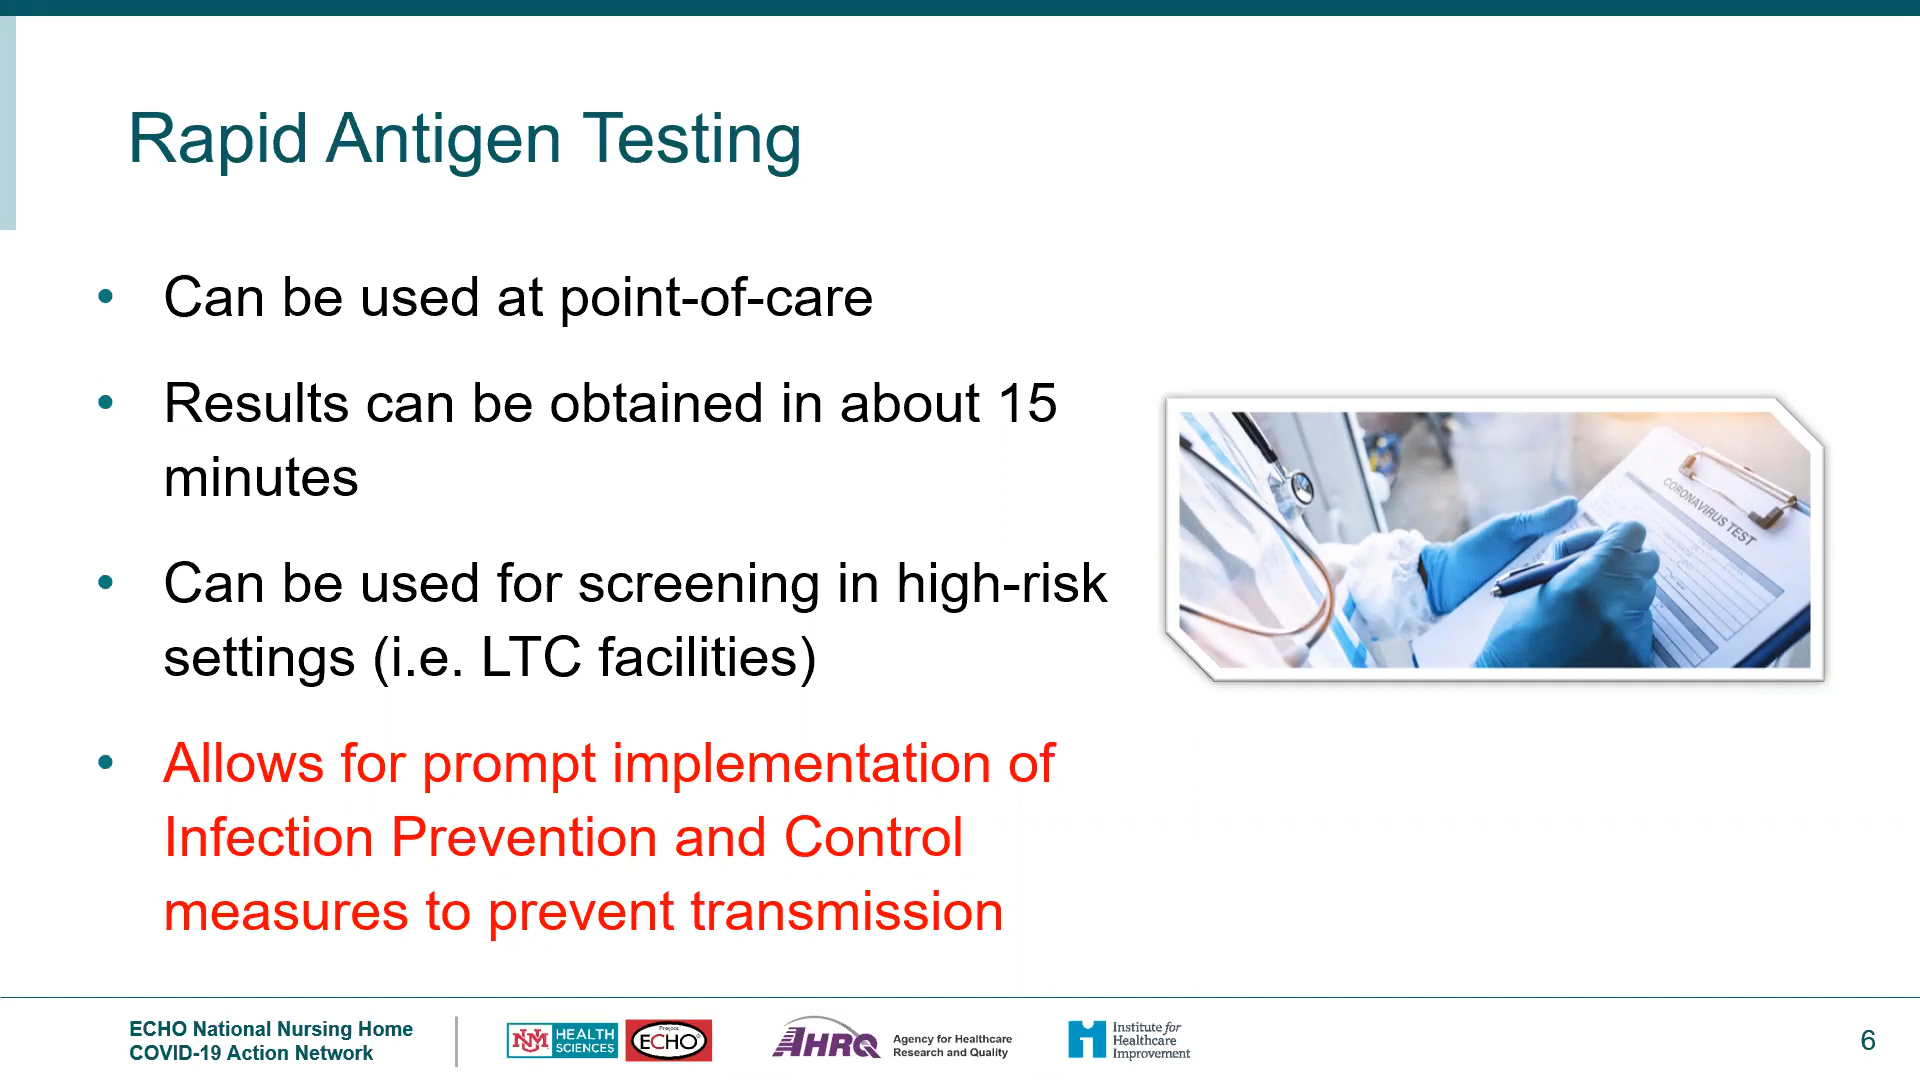 Rapid Antigen Testing
• Can be used at point-of-care
• Results can be obtained in about 15
minutes
• Can be used for screening in high-risk
settings (i.e. LTC facilities)
• Allows for prompt implementation of
Infection Prevention and Control
measures to prevent transmission
CORONAVIRUS TEST
ECHO National Nursing Home
COVID-19 Action Network
NM HEALTH
SCIENCES
Project
ECHO®
AHRQ
Agency for Healthcare
Research and Quality
Institute for
Healthcare
Improvement
6